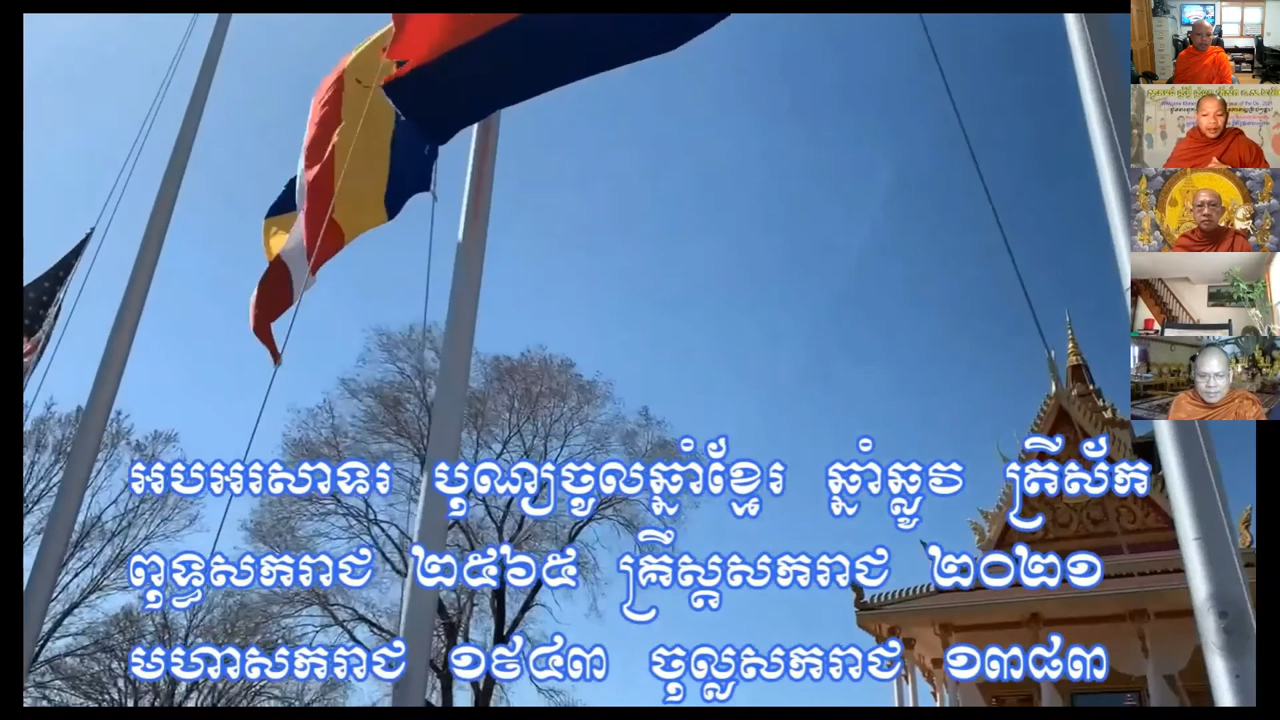 អបអរសាទរ បុណ្យចូលឆ្នាំខ្មែរ ឆ្នាំឆ្លូវ ត្រីស័ក
ពុទ្ធសករាជ ២៥៦៥ គ្រឹស្តសករាជ ២០២១
មហាសករាជ ១៩៤៣ ចុល្លសករាជ ១៣៨៣